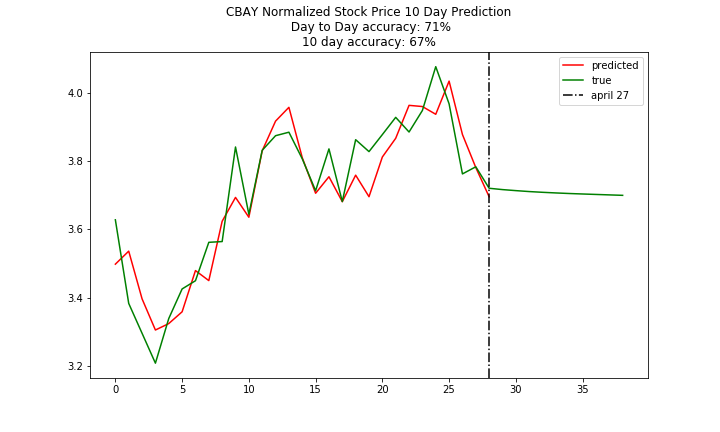 CBAY Normalized Stock Price 10 Day Prediction
Day to Day accuracy: 71%
10 day accuracy: 67%
predicted
true
april 27
4.0
3.8
3.6
3.4
3.2
0
5
10
15
20
25
30
35